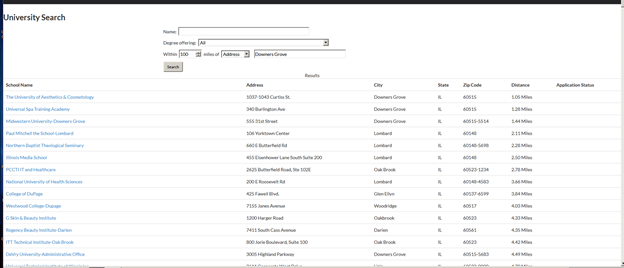 University Search
Name:
Degree offering: All
Within 100 miles of Address Downers Grove
Search
Results
School Name Address City State Zip Code Distance Application Status
The University of Aesthetics & Cosmetology 1037-1043 Curtiss St. Downers Grove IL 60515 1.05 Miles
Universal Spa Training Academy 340 Burlington Ave Downers Grove IL 60515 1.28 Miles
Midwestern University-Downers Grove 555 31st Street Downers Grove IL 60515-5514 1.44 Miles
Paul Mitchell the School-Lombard 106 Yorktown Center Lombard IL 60148 2.11 Miles
Northern Baptist Theological Seminary 660 E Butterfield Rd Lombard IL 60148-5698 2.28 Miles
Illinois Media School 455 Eisenhower Lane South Suite 200 Lombard IL 60148 2.50 Miles
PCCTI IT and Healthcare 2625 Butterfield Road, Ste 102E Oak Brook IL 60523-1234 2.78 Miles
National University of Health Sciences 200 E Roosevelt Rd Lombard IL 60148-4583 3.66 Miles
College of DuPage 425 Fawell Blvd. Glen Ellyn IL 60137-6599 3.84 Miles
Westwood College-Dupage 7155 Janes Avenue Woodridge IL 60517 4.03 Miles
G Skin & Beauty Institute 1200 Harger Road Oakbrook IL 60523 4.33 Miles
Regency Beauty Institute-Darien 7411 South Cass Avenue Darien IL 60561 4.35 Miles
ITT Technical Institute-Oak Brook 800 Jorie Boulevard, Suite 100 Oak Brook IL 60523 4.42 Miles
DeVry University-Administrative Office 3005 Highland Parkway Downers Grove IL 60515-5683 4.49 Miles